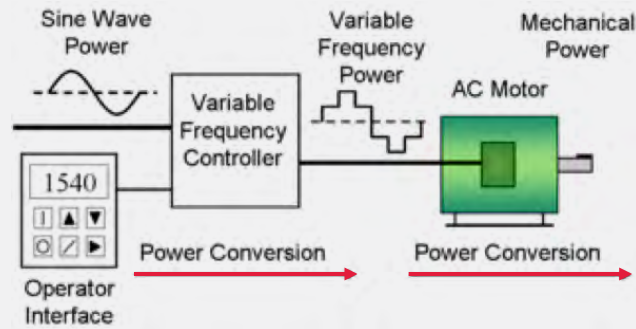 Sine Wave
Power
Variable
Frequency
Power
Mechanical
Power
AC Motor
Variable
Frequency
Controller
1540
Power Conversion
Power Conversion
Operator
Interface